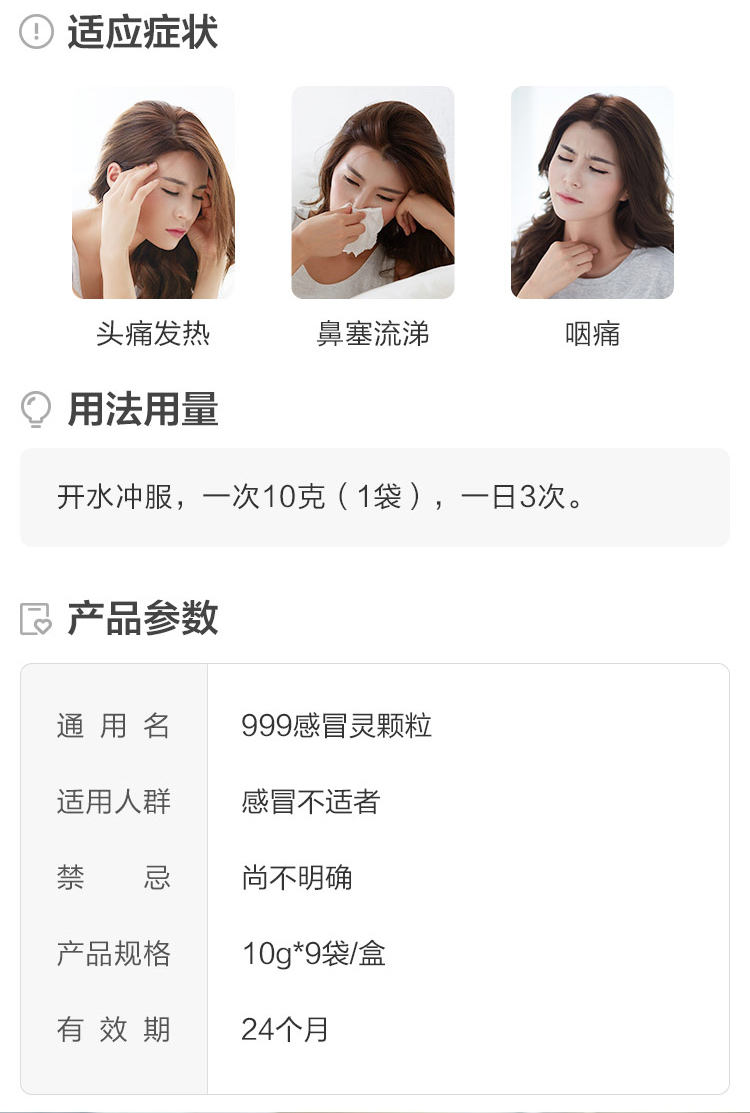 适应症状
头痛发热 鼻塞流涕 咽痛
用法用量
开水冲服，一次10克（1袋），一日3次。
产品参数
通用名 999感冒灵颗粒
适用人群 感冒不适者
禁忌 尚不明确
产品规格 10g*9袋/盒
有效期 24个月